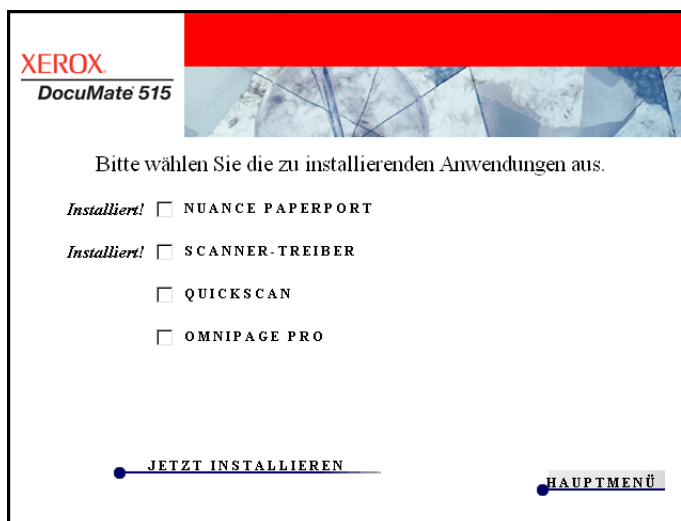 XEROX.
DocuMate 515
Bitte wählen Sie die zu installierenden Anwendungen aus.
Installiert! NUANCE PAPERPORT
Installiert! SCANNER-TREIBER
QUICKSCAN
OMNIPAGE PRO
JETZT INSTALLIEREN
HAUPTMENÜ